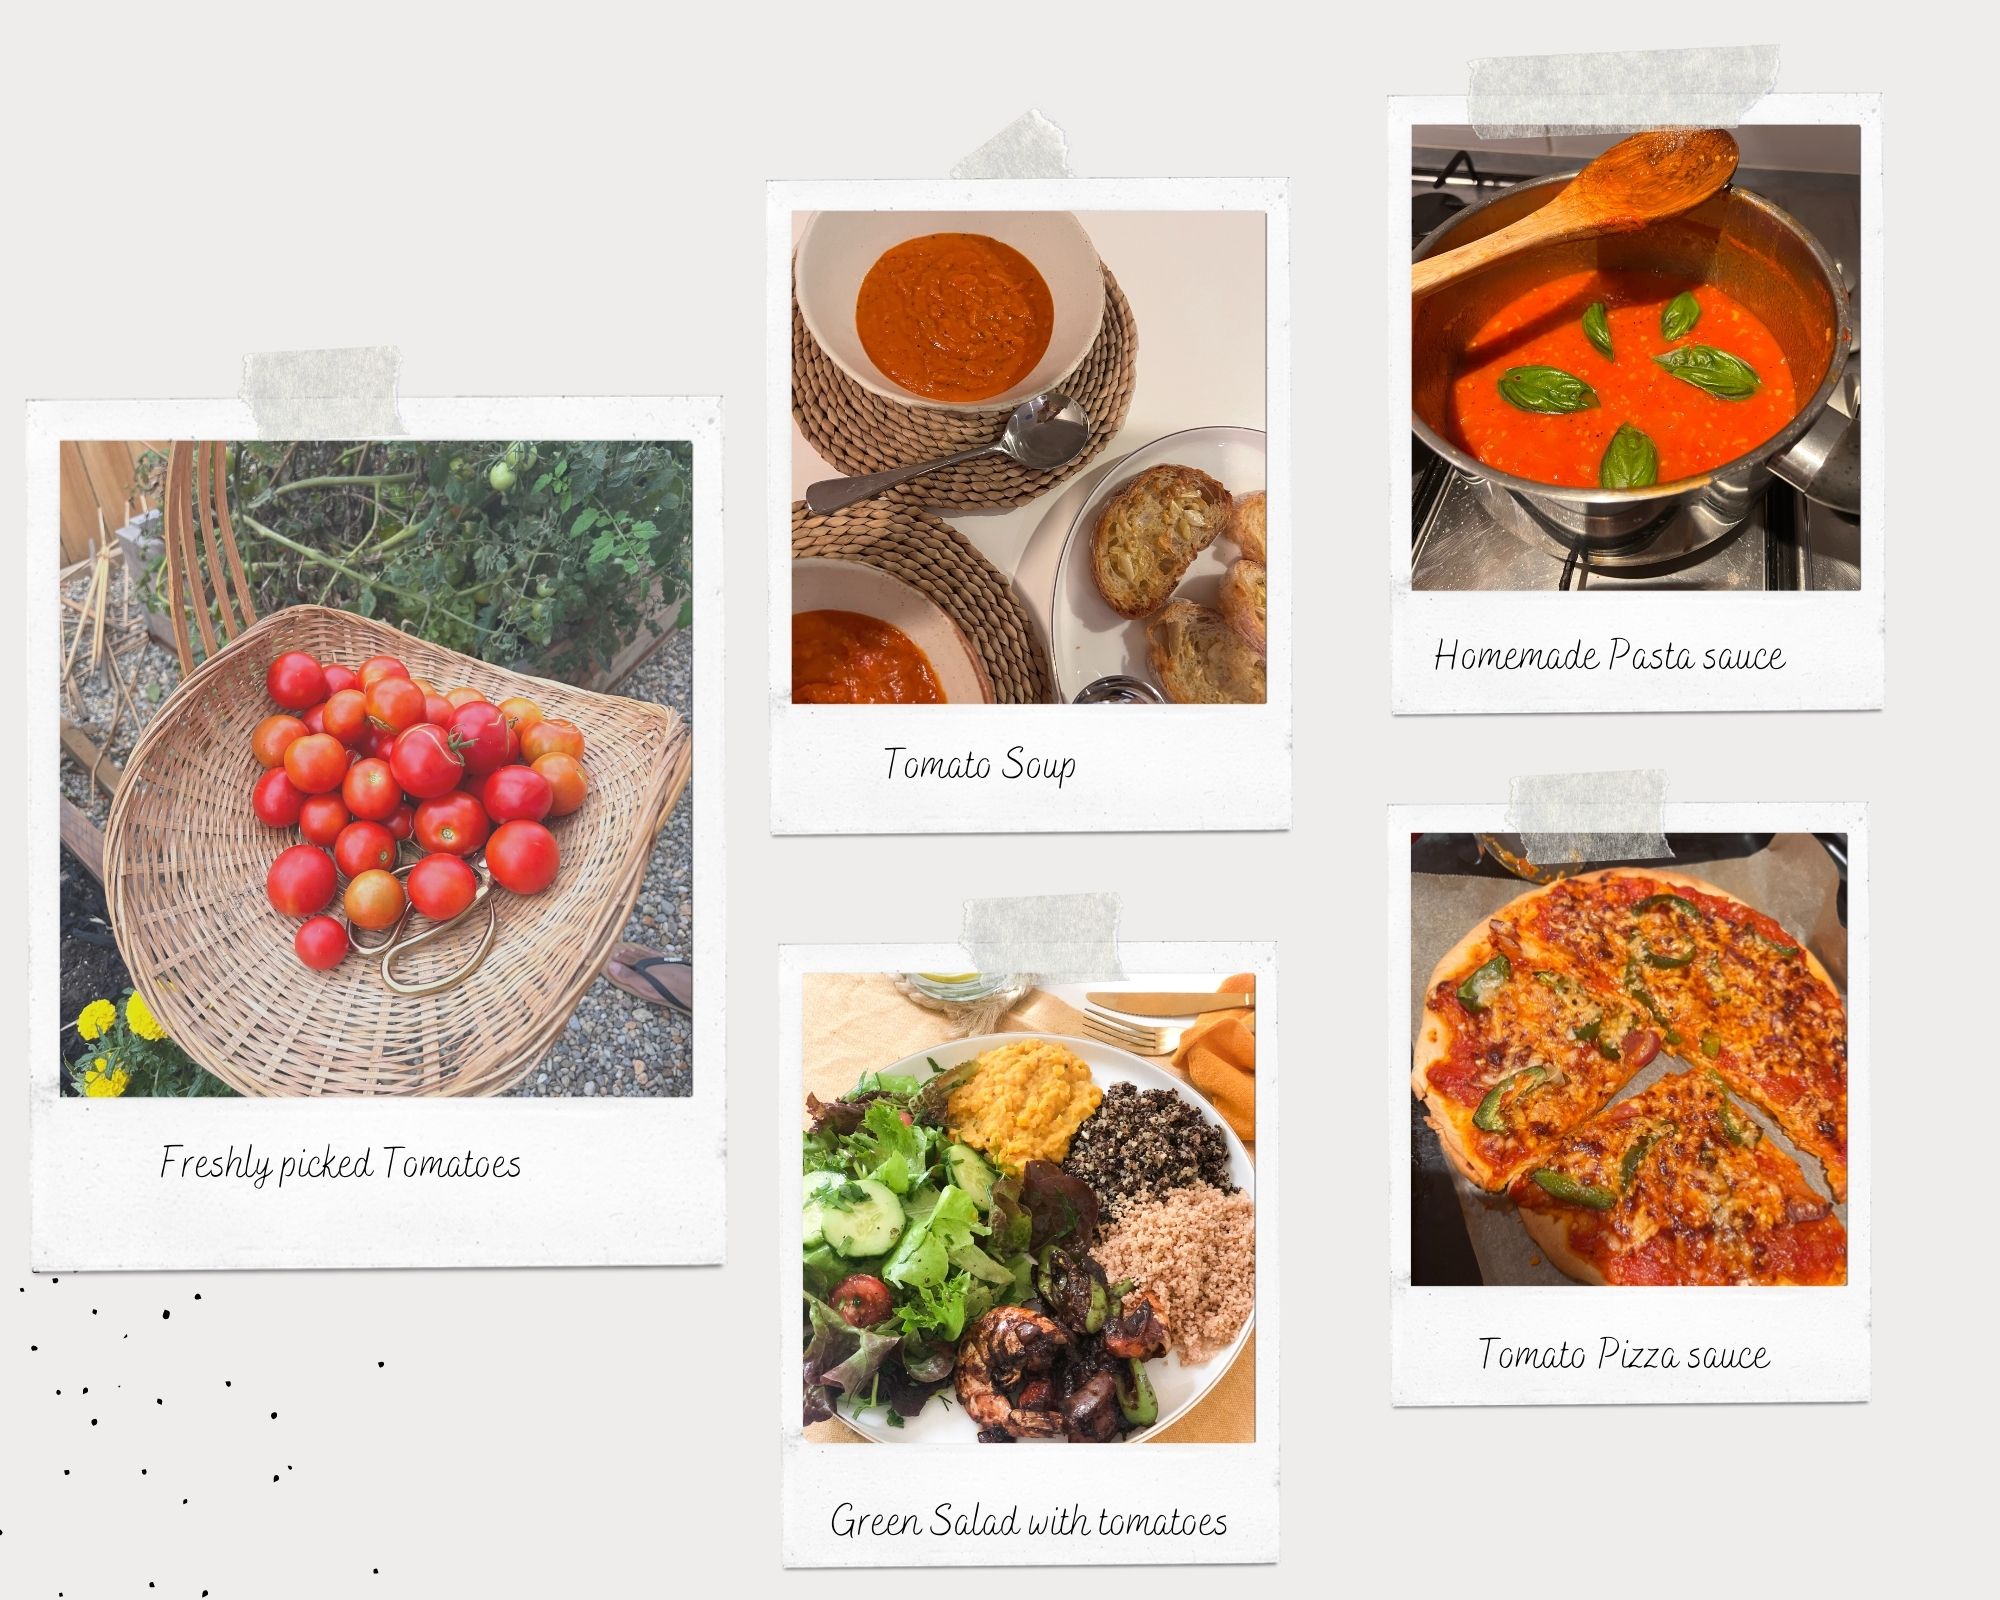 Freshly picked Tomatoes
Tomato Soup
Green Salad with tomatoes
Homemade Pasta sauce
Tomato Pizza sauce